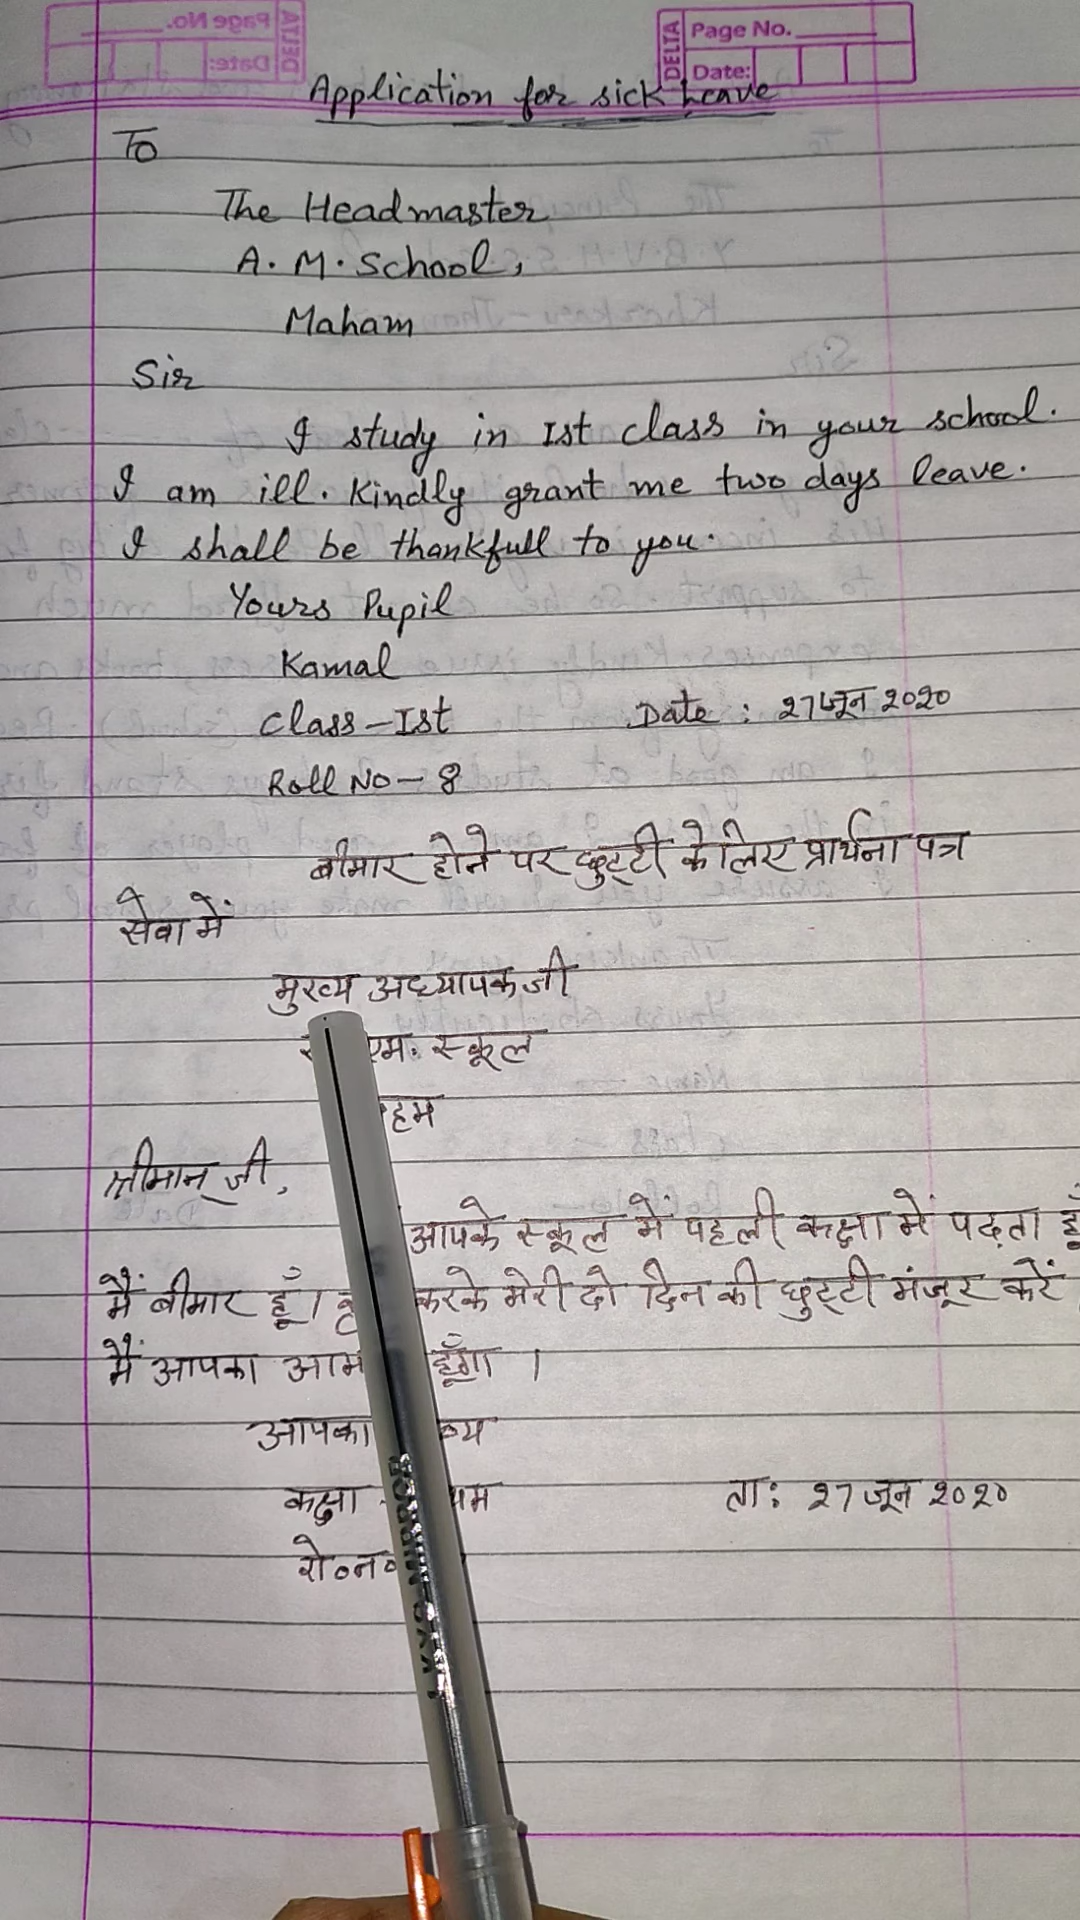 DELTA Page No.
Date:
Application for sick Leave
To
The Headmaster
A. M. School,
Maham
Sir
I study in Ist class in your school.
I am ill. Kindly grant me two days leave.
I shall be thankfull to you.
Yours Pupil
Kamal
Class - Ist Date : 27 जून 2020
Roll No - 8
बीमार होने पर छुट्टी के लिए प्रार्थना पत्र
सेवा में
मुख्य अध्यापक जी
एम. स्कूल
श्रीमान् जी,
आपके स्कूल में पहली कक्षा में पढ़ता हूँ
मैं बीमार हूँ। करके मेरी दो दिन की छुट्टी मंजूर करें
मैं आपका हूँगा ।
आपका
कक्षा ताः 27 जून 2020
रो०न०